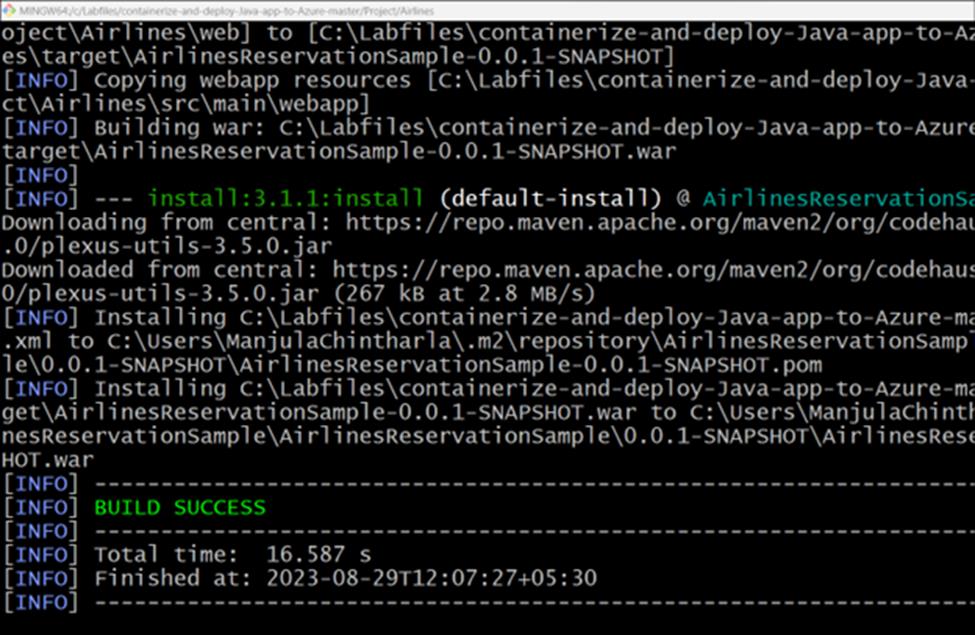 MINGW64:/c/Labfiles/containerize-and-deploy-Java-app-to-Azure-master/Project/Airlines
oject\Airlines\web] to [C:\Labfiles\containerize-and-deploy-Java-app-to-Az
es\target\AirlinesReservationSample-0.0.1-SNAPSHOT]
[INFO] Copying webapp resources [C:\Labfiles\containerize-and-deploy-Java-
ct\Airlines\src\main\webapp]
[INFO] Building war: C:\Labfiles\containerize-and-deploy-Java-app-to-Azure
target\AirlinesReservationSample-0.0.1-SNAPSHOT.war
[INFO]
[INFO] --- install:3.1.1:install (default-install) @ AirlinesReservationSa
Downloading from central: https://repo.maven.apache.org/maven2/org/codehau
.0/plexus-utils-3.5.0.jar
Downloaded from central: https://repo.maven.apache.org/maven2/org/codehaus
0/plexus-utils-3.5.0.jar (267 kB at 2.8 MB/s)
[INFO] Installing C:\Labfiles\containerize-and-deploy-Java-app-to-Azure-ma
.xml to C:\Users\ManjulaChintharla\.m2\repository\AirlinesReservationSamp
le\0.0.1-SNAPSHOT\AirlinesReservationSample-0.0.1-SNAPSHOT.pom
[INFO] Installing C:\Labfiles\containerize-and-deploy-Java-app-to-Azure-ma
get\AirlinesReservationSample-0.0.1-SNAPSHOT.war to C:\Users\ManjulaChinth
nesReservationSample\AirlinesReservationSample\0.0.1-SNAPSHOT\AirlinesRese
HOT.war
[INFO] ------------------------------------------------------------------------
[INFO] BUILD SUCCESS
[INFO] ------------------------------------------------------------------------
[INFO] Total time:  16.587 s
[INFO] Finished at: 2023-08-29T12:07:27+05:30
[INFO] ------------------------------------------------------------------------